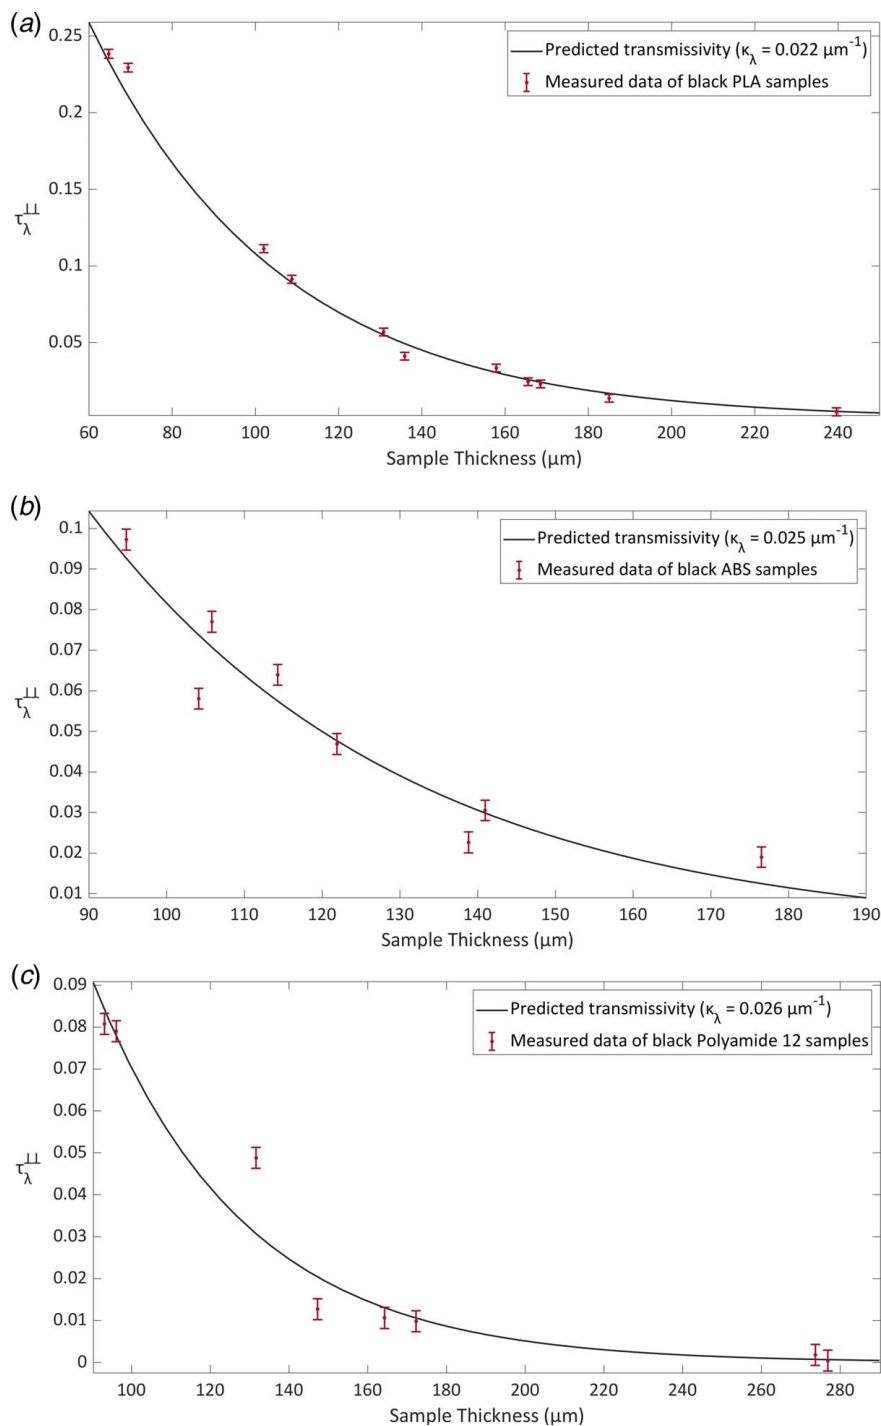 (a)
0.25
0.2
0.15
0.1
0.05
τλ⊥⊥
Predicted transmissivity (κλ = 0.022 µm-1)
Measured data of black PLA samples
60 80 100 120 140 160 180 200 220 240
Sample Thickness (µm)
(b)
0.1
0.09
0.08
0.07
0.06
0.05
0.04
0.03
0.02
0.01
τλ⊥⊥
Predicted transmissivity (κλ = 0.025 µm-1)
Measured data of black ABS samples
90 100 110 120 130 140 150 160 170 180 190
Sample Thickness (µm)
(c)
0.09
0.08
0.07
0.06
0.05
0.04
0.03
0.02
0.01
0
τλ⊥⊥
Predicted transmissivity (κλ = 0.026 µm-1)
Measured data of black Polyamide 12 samples
100 120 140 160 180 200 220 240 260 280
Sample Thickness (µm)